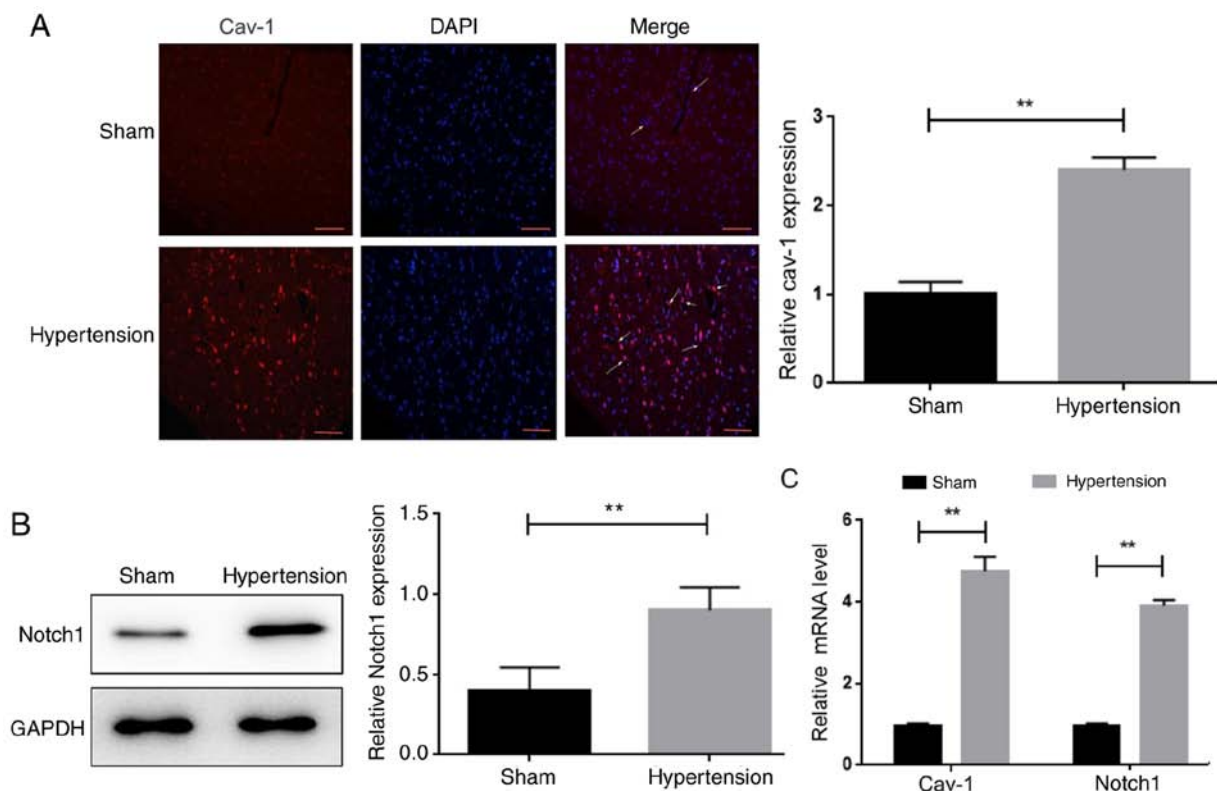 A
Cav-1 DAPI Merge
Sham
Hypertension
Relative cav-1 expression
3
2
1
0
**
Sham Hypertension
B
Sham Hypertension
Notch1
GAPDH
Relative Notch1 expression
1.5
1.0
0.5
0.0
**
Sham Hypertension
C
Sham Hypertension
Relative mRNA level
6
4
2
0
**
**
Cav-1 Notch1